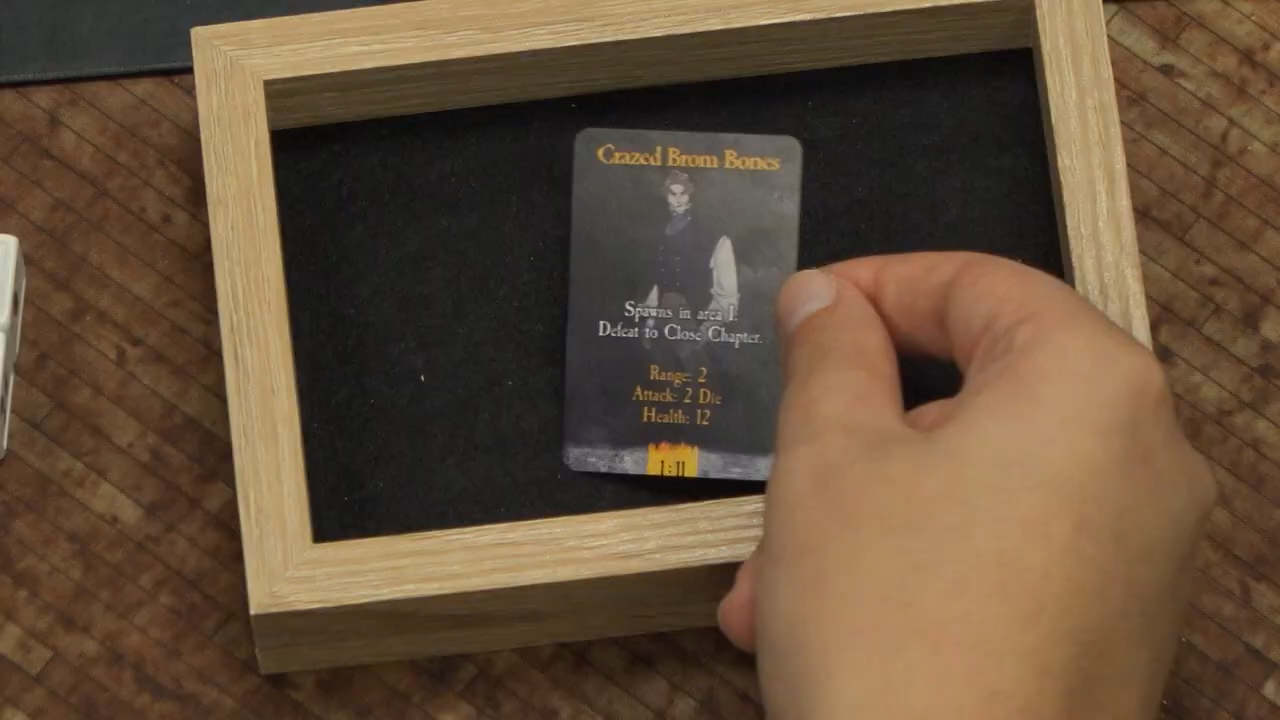 Crazed Brom Bones
Spawns in area 1.
Defeat to Close Chapter.
Range: 2
Attack: 2 Die
Health: 12
1:11